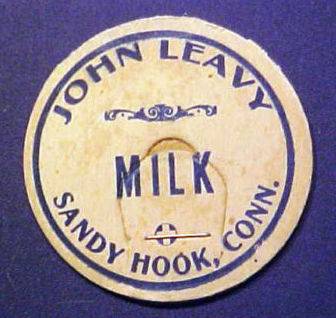 JOHN LEAVY
MILK
SANDY HOOK, CONN.